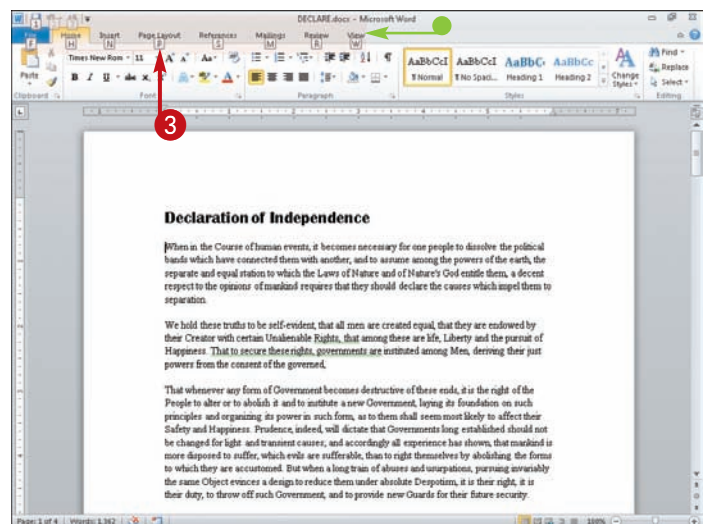 DECLARE.docx - Microsoft Word
1
File Home Insert Page Layout References Mailings Review View
F H N P S M R W
Paste
Times New Rom 11 A A Aa
B I U abc x
AaBbCcI AaBbCcI AaBbC AaBbCc
¶ Normal ¶ No Spaci... Heading 1 Heading 2
Change Styles
Find
Replace
Select
Clipboard Font Paragraph Styles Editing
3
Declaration of Independence
When in the Course of human events, it becomes necessary for one people to dissolve the political
bands which have connected them with another, and to assume among the powers of the earth, the
separate and equal station to which the Laws of Nature and of Nature's God entitle them, a decent
respect to the opinions of mankind requires that they should declare the causes which impel them to
separation.
We hold these truths to be self-evident, that all men are created equal, that they are endowed by
their Creator with certain Unalienable Rights, that among these are life, Liberty and the pursuit of
Happiness. That to secure these rights, governments are instituted among Men, deriving their just
powers from the consent of the governed,
That whenever any form of Government becomes destructive of these ends, it is the right of the
People to alter or to abolish it and to institute a new Government, laying its foundation on such
principles and organizing its power in such form, as to them shall seem most likely to affect their
Safety and Happiness. Prudence, indeed, will dictate that Governments long established should not
be changed for light and transient causes; and accordingly all experience has shown, that mankind is
more disposed to suffer, which evils are sufferable, than to right themselves by abolishing the forms
to which they are accustomed. But when a long train of abuses and usurpations, pursuing invariably
the same Object evinces a design to reduce them under absolute Despotism, it is their right, it is
their duty, to throw off such Government, and to provide new Guards for their future security.
Page: 1 of 4 Words: 1,362 100%